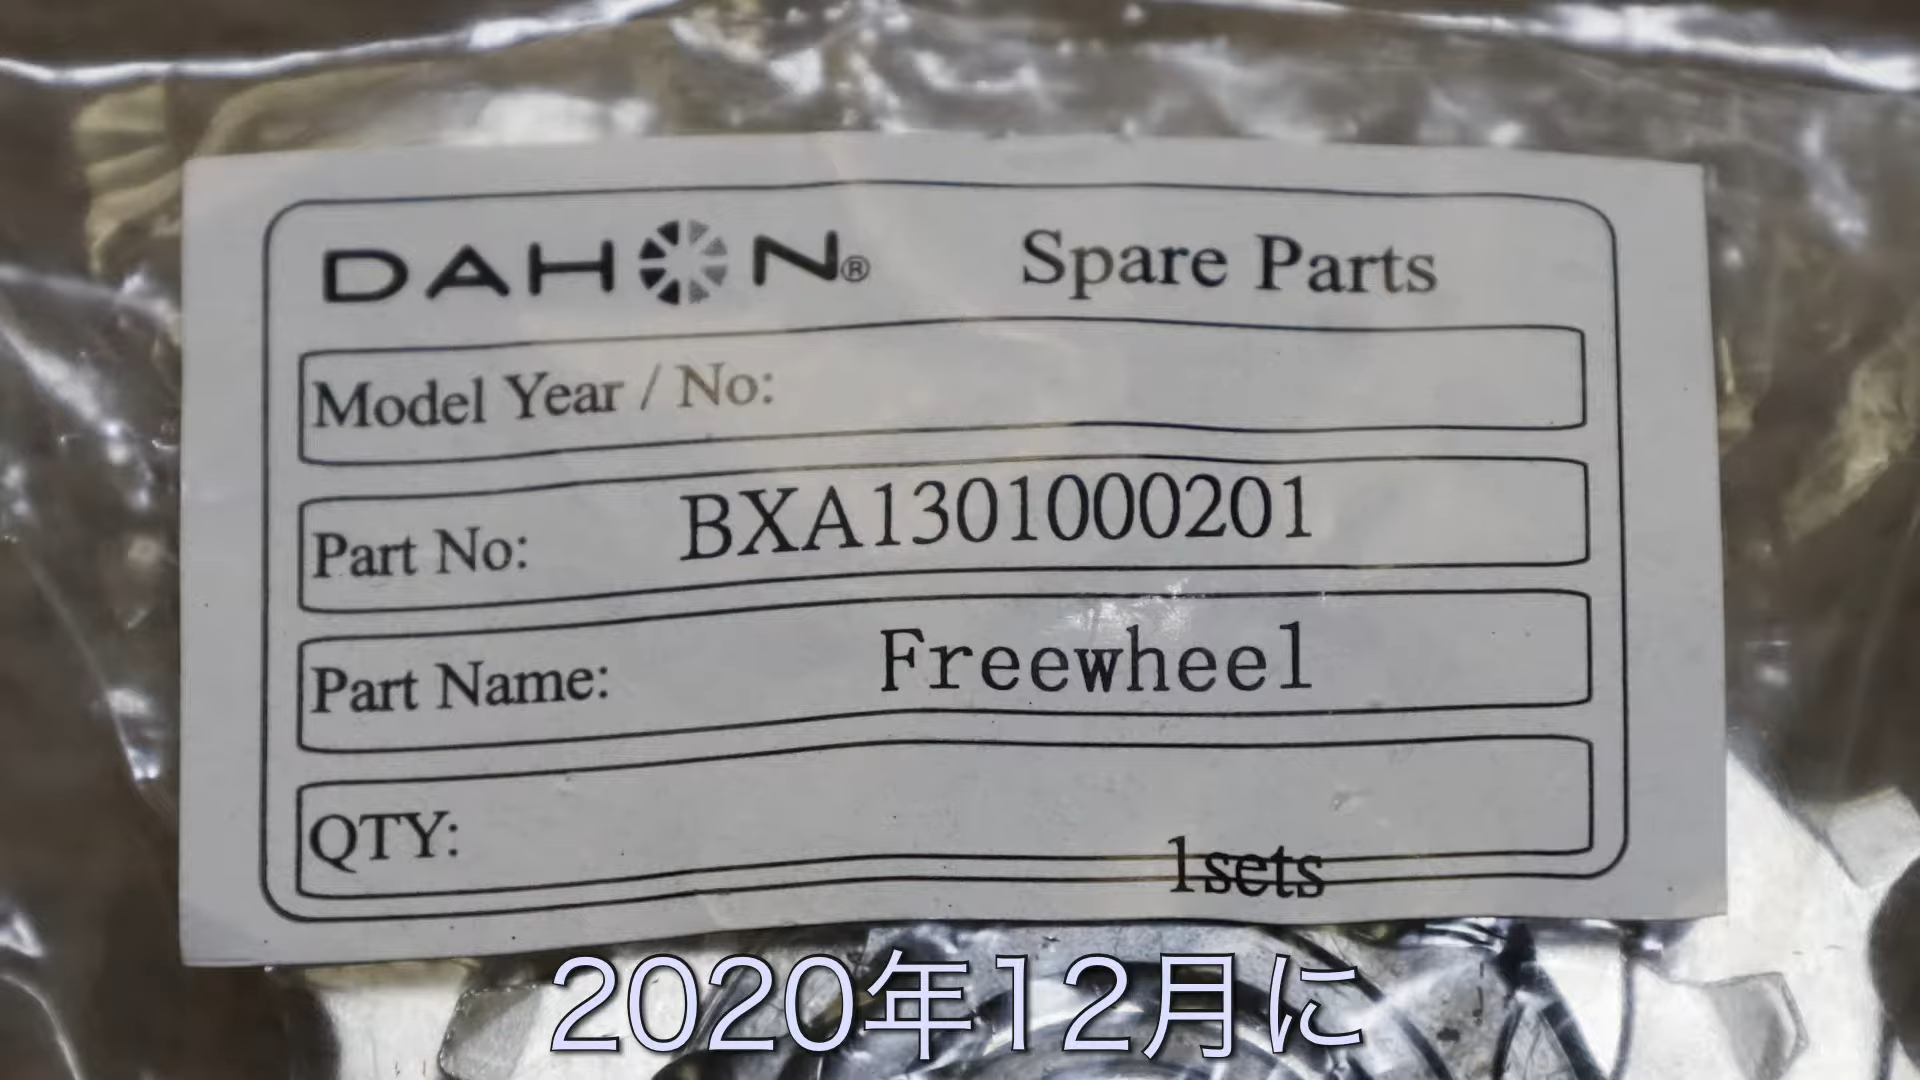 DAHON® Spare Parts
Model Year / No:
Part No: BXA1301000201
Part Name: Freewheel
QTY: 1sets
2020年12月に